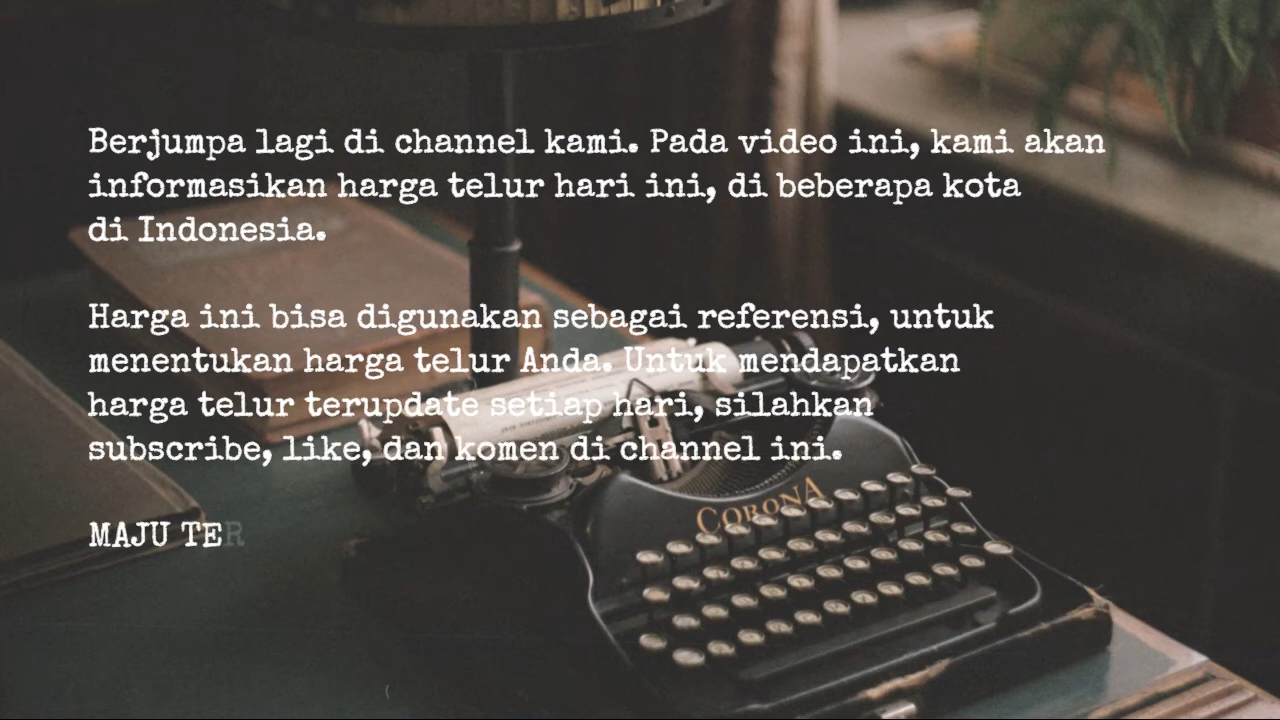 Berjumpa lagi di channel kami. Pada video ini, kami akan
informasikan harga telur hari ini, di beberapa kota
di Indonesia.
Harga ini bisa digunakan sebagai referensi, untuk
menentukan harga telur Anda. Untuk mendapatkan
harga telur terupdate setiap hari, silahkan
subscribe, like, dan komen di channel ini.
CORONA
MAJU TER